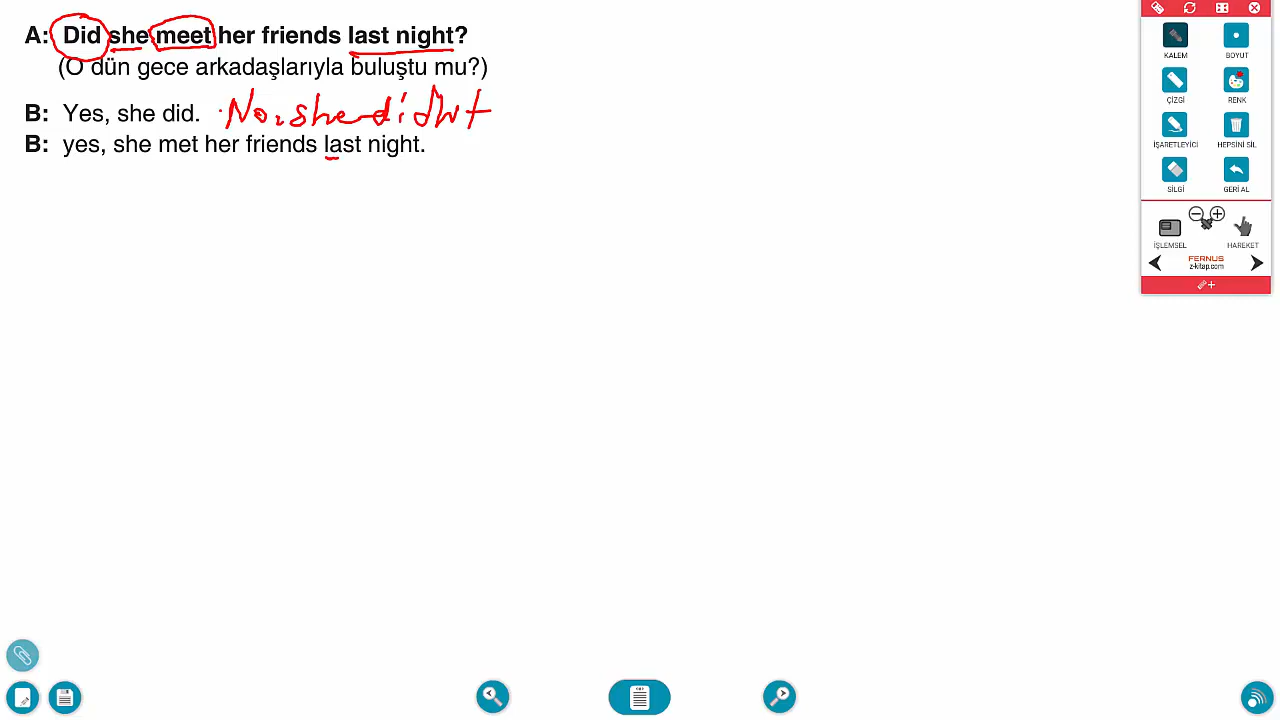 A: Did she meet her friends last night?
(O dün gece arkadaşlarıyla buluştu mu?)
B: Yes, she did. No, she didn't
B: yes, she met her friends last night.
KALEM
BOYUT
ÇİZGİ
RENK
İŞARETLEYİCİ
HEPSİNİ SİL
SİLGİ
GERİ AL
İŞLEMSEL
HAREKET
FERNUS
z-kitap.com